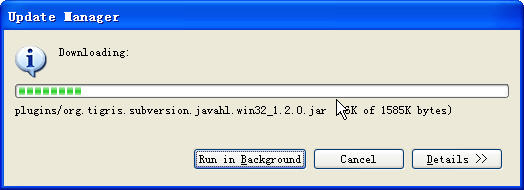 Update Manager
Downloading:
plugins/org.tigris.subversion.javahl.win32_1.2.0.jar K of 1585K bytes)
Run in Background
Cancel
Details >>